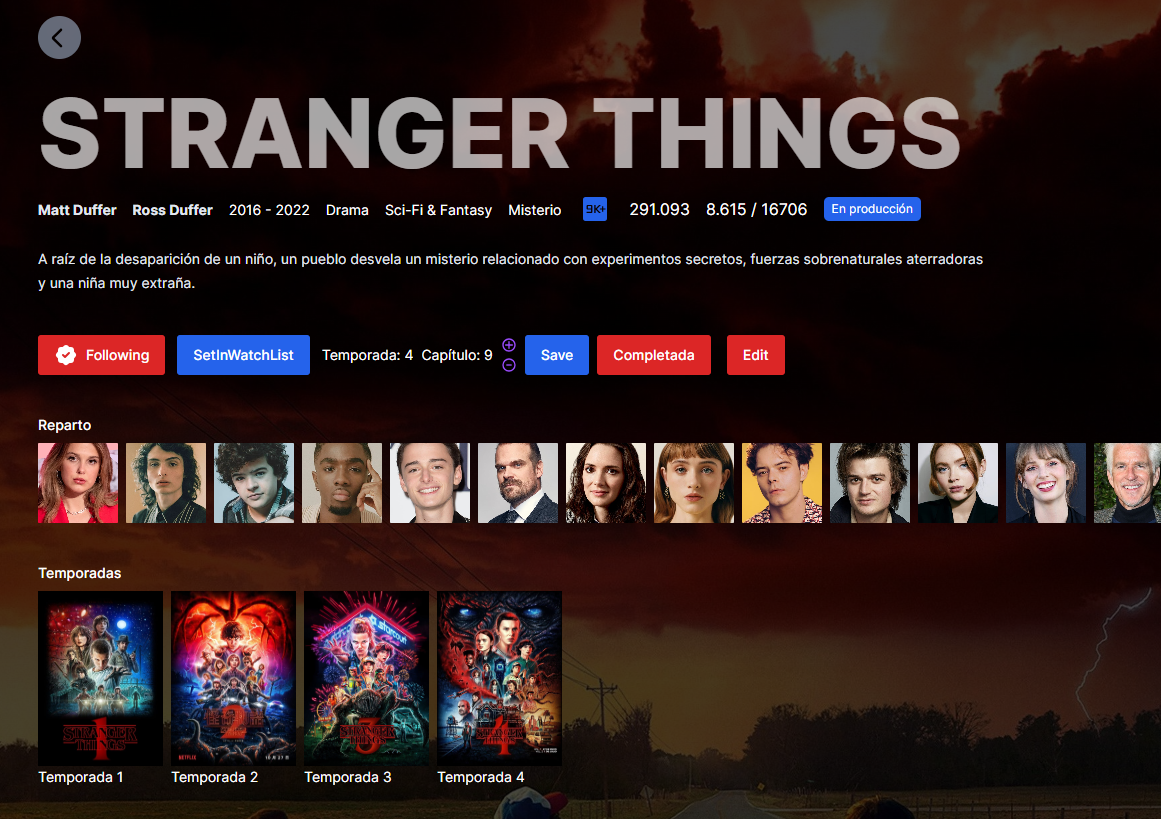 STRANGER THINGS
Matt Duffer Ross Duffer 2016 - 2022 Drama Sci-Fi & Fantasy Misterio 9K+ 291.093 8.615 / 16706 En producción
A raíz de la desaparición de un niño, un pueblo desvela un misterio relacionado con experimentos secretos, fuerzas sobrenaturales aterradoras
y una niña muy extraña.
Following SetInWatchList Temporada: 4 Capítulo: 9 Save Completada Edit
Reparto
Temporadas
STRANGER THINGS 1
STRANGER THINGS 2
NETFLIX
STRANGER THINGS 3
STRANGER THINGS 4
Temporada 1 Temporada 2 Temporada 3 Temporada 4